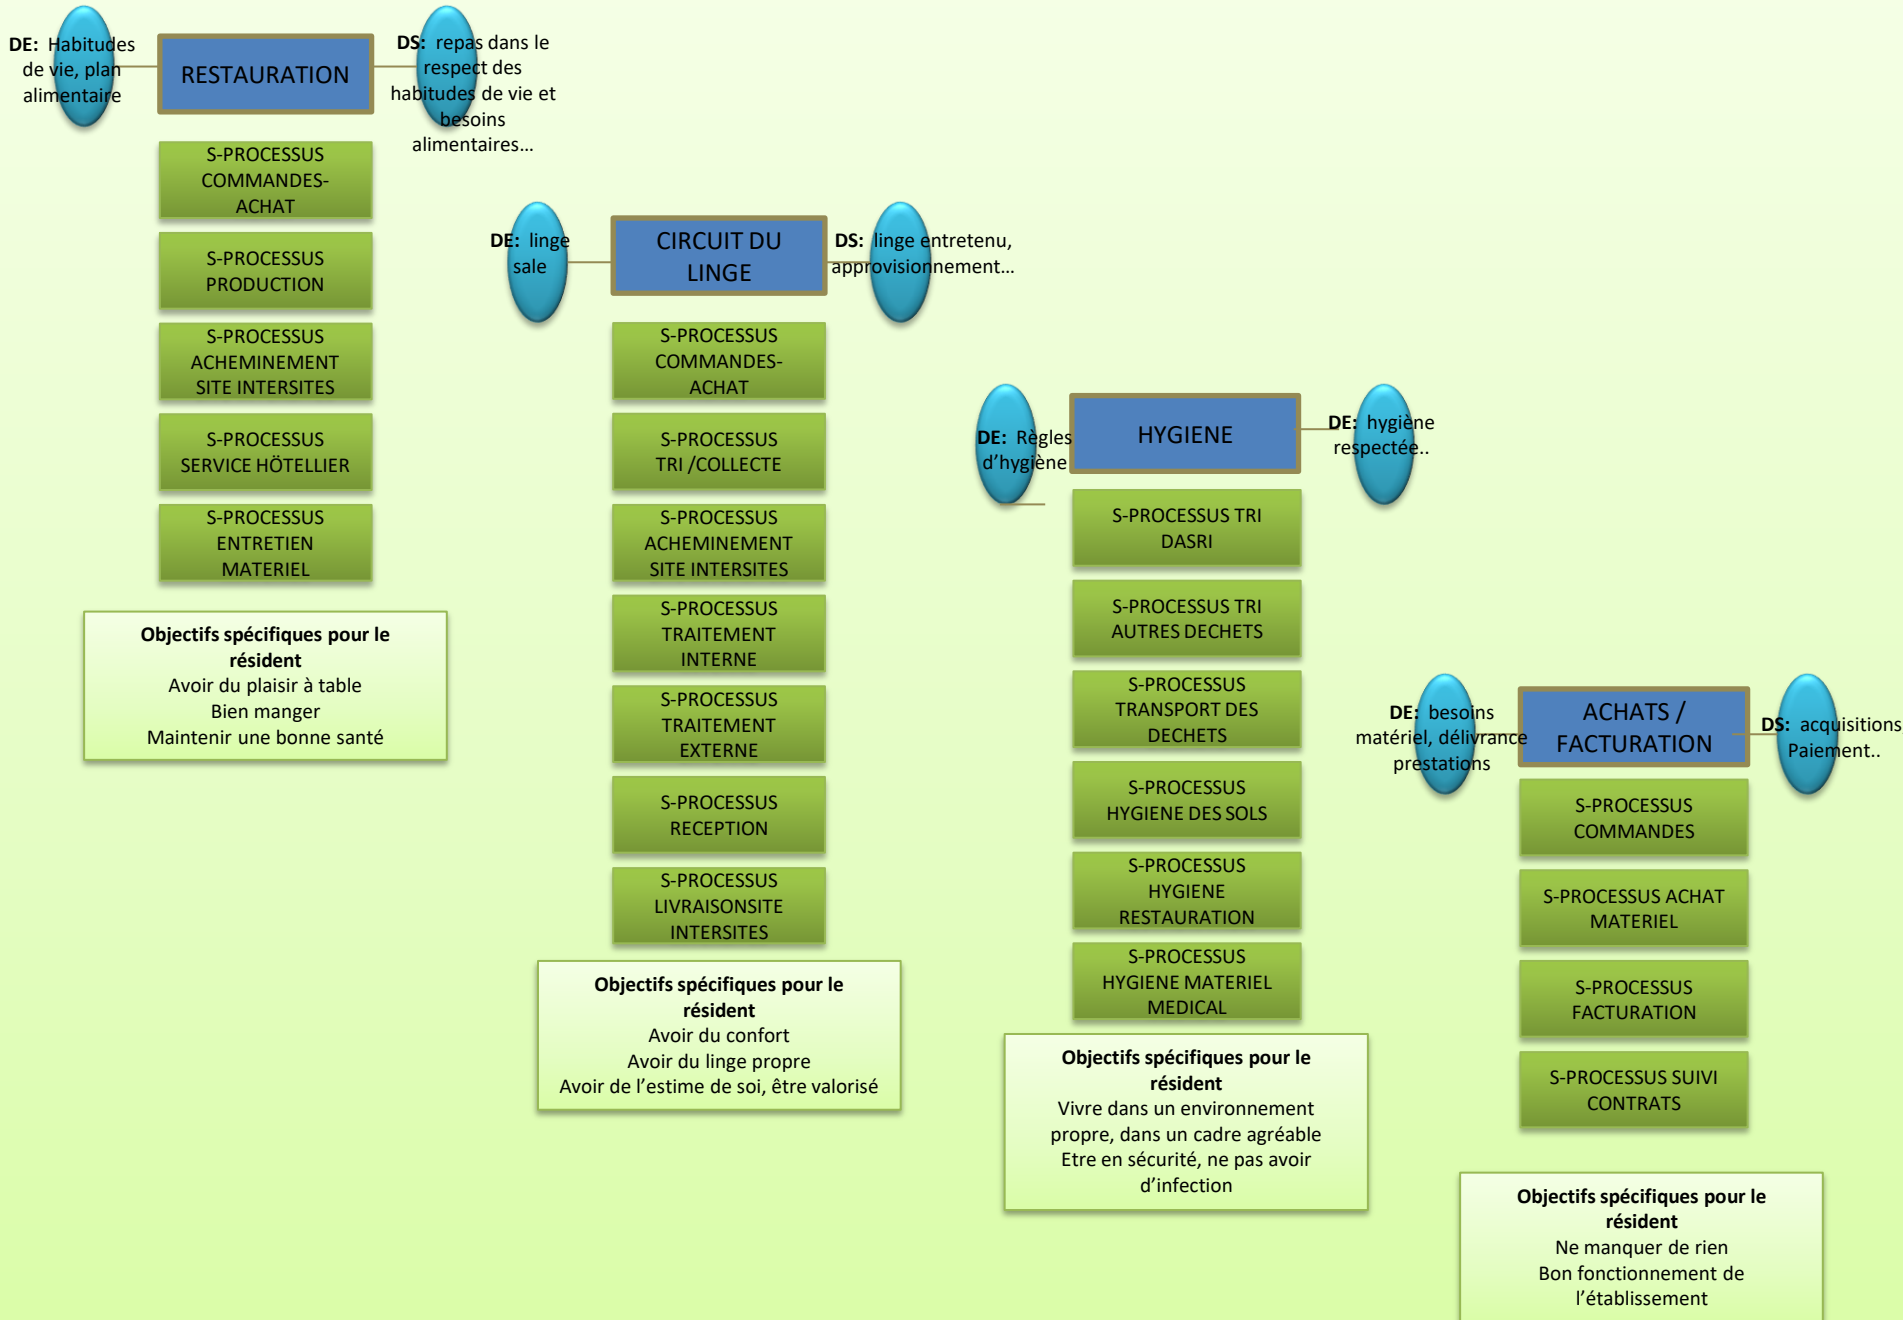 DE: Habitudes
de vie, plan
alimentaire
RESTAURATION
DS: repas dans le
respect des
habitudes de vie et
besoins
alimentaires...
S-PROCESSUS
COMMANDES-
ACHAT
S-PROCESSUS
PRODUCTION
S-PROCESSUS
ACHEMINEMENT
SITE INTERSITES
S-PROCESSUS
SERVICE HÖTELLIER
S-PROCESSUS
ENTRETIEN
MATERIEL
Objectifs spécifiques pour le
résident
Avoir du plaisir à table
Bien manger
Maintenir une bonne santé
DE: linge
sale
CIRCUIT DU
LINGE
DS: linge entretenu,
approvisionnement...
S-PROCESSUS
COMMANDES-
ACHAT
S-PROCESSUS
TRI /COLLECTE
S-PROCESSUS
ACHEMINEMENT
SITE INTERSITES
S-PROCESSUS
TRAITEMENT
INTERNE
S-PROCESSUS
TRAITEMENT
EXTERNE
S-PROCESSUS
RECEPTION
S-PROCESSUS
LIVRAISONSITE
INTERSITES
Objectifs spécifiques pour le
résident
Avoir du confort
Avoir du linge propre
Avoir de l’estime de soi, être valorisé
DE: Règles
d’hygiène
HYGIENE
DE: hygiène
respectée..
S-PROCESSUS TRI
DASRI
S-PROCESSUS TRI
AUTRES DECHETS
S-PROCESSUS
TRANSPORT DES
DECHETS
S-PROCESSUS
HYGIENE DES SOLS
S-PROCESSUS
HYGIENE
RESTAURATION
S-PROCESSUS
HYGIENE MATERIEL
MEDICAL
Objectifs spécifiques pour le
résident
Vivre dans un environnement
propre, dans un cadre agréable
Etre en sécurité, ne pas avoir
d’infection
DE: besoins
matériel, délivrance
prestations
ACHATS /
FACTURATION
DS: acquisitions
Paiement..
S-PROCESSUS
COMMANDES
S-PROCESSUS ACHAT
MATERIEL
S-PROCESSUS
FACTURATION
S-PROCESSUS SUIVI
CONTRATS
Objectifs spécifiques pour le
résident
Ne manquer de rien
Bon fonctionnement de
l’établissement